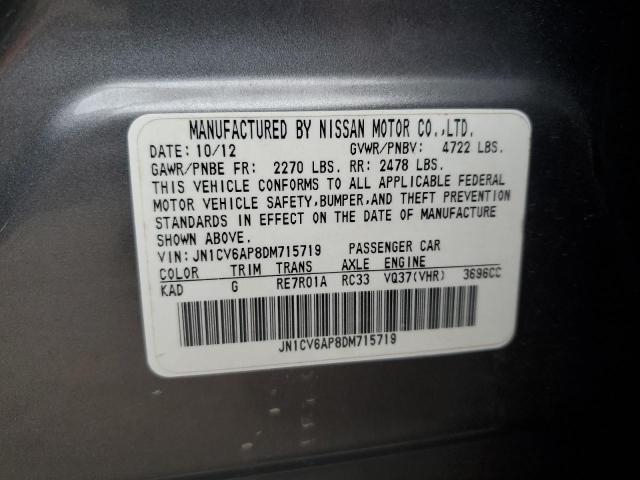 MANUFACTURED BY NISSAN MOTOR CO.,LTD.
DATE: 10/12 GVWR/PNBV: 4722 LBS.
GAWR/PNBE FR: 2270 LBS. RR: 2478 LBS.
THIS VEHICLE CONFORMS TO ALL APPLICABLE FEDERAL
MOTOR VEHICLE SAFETY,BUMPER,AND THEFT PREVENTION
STANDARDS IN EFFECT ON THE DATE OF MANUFACTURE
SHOWN ABOVE.
VIN: JN1CV6AP8DM715719 PASSENGER CAR
COLOR TRIM TRANS AXLE ENGINE
KAD G RE7R01A RC33 VQ37(VHR) 3696CC
JN1CV6AP8DM715719